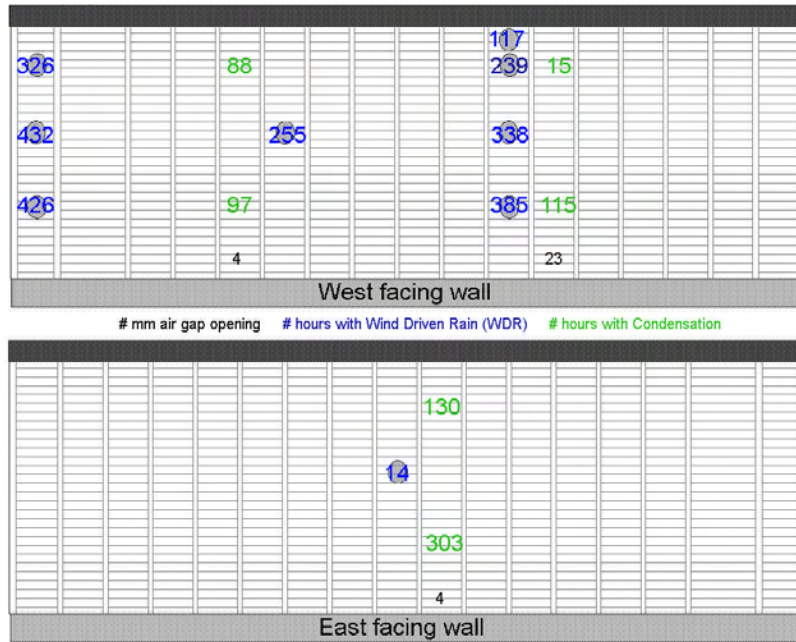 117
326 88 239 15
432 255 338
426 97 385 115
4 23
West facing wall
# mm air gap opening # hours with Wind Driven Rain (WDR) # hours with Condensation
130
14
303
4
East facing wall